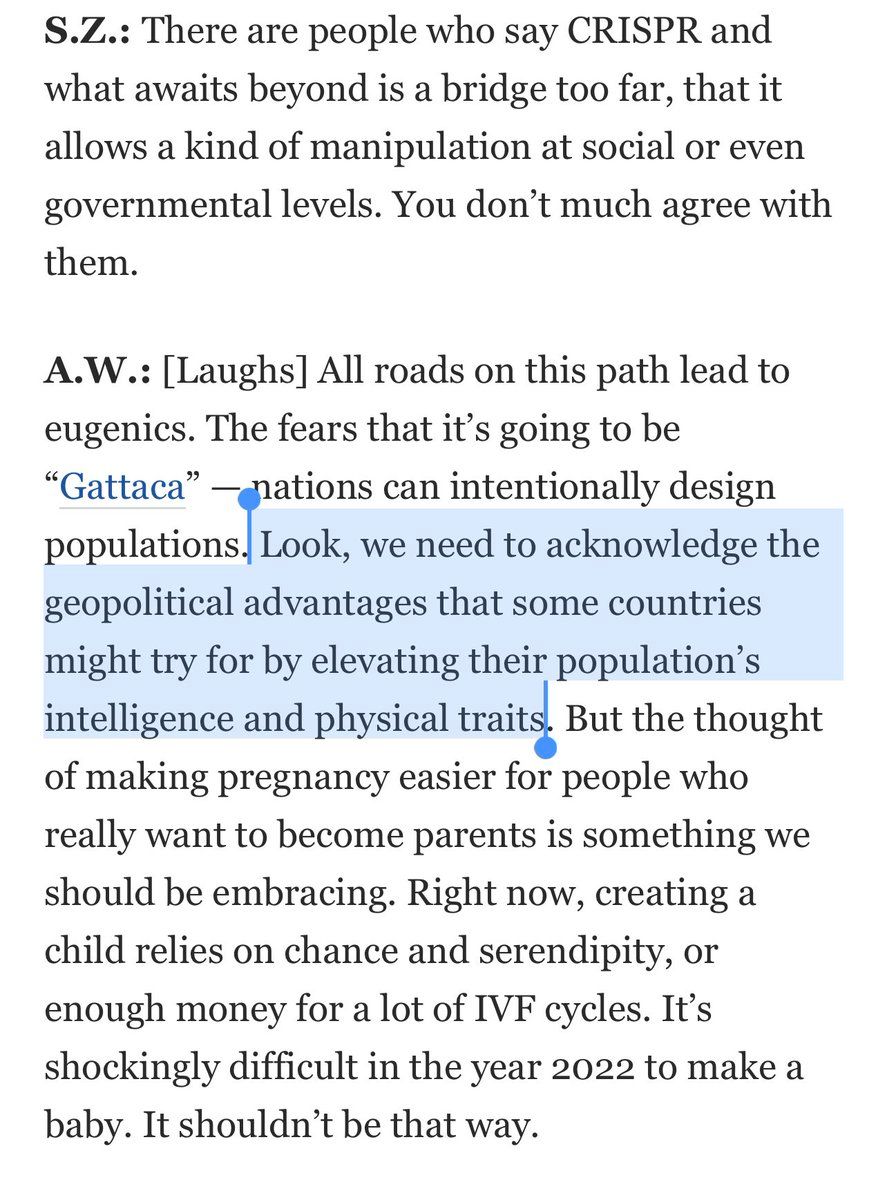 S.Z.: There are people who say CRISPR and
what awaits beyond is a bridge too far, that it
allows a kind of manipulation at social or even
governmental levels. You don’t much agree with
them.
A.W.: [Laughs] All roads on this path lead to
eugenics. The fears that it’s going to be
“Gattaca” — nations can intentionally design
populations. Look, we need to acknowledge the
geopolitical advantages that some countries
might try for by elevating their population’s
intelligence and physical traits. But the thought
of making pregnancy easier for people who
really want to become parents is something we
should be embracing. Right now, creating a
child relies on chance and serendipity, or
enough money for a lot of IVF cycles. It’s
shockingly difficult in the year 2022 to make a
baby. It shouldn’t be that way.